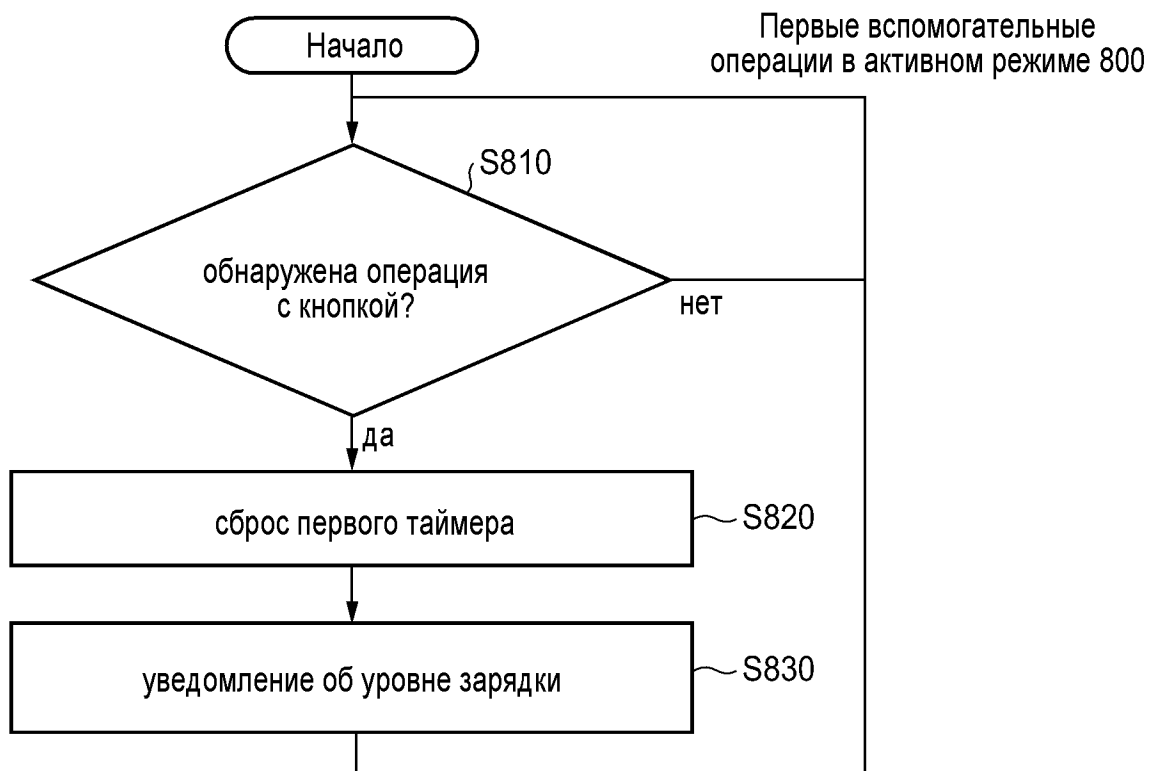 Начало
Первые вспомогательные
операции в активном режиме 800
S810
обнаружена операция
с кнопкой?
нет
да
сброс первого таймера
S820
уведомление об уровне зарядки
S830